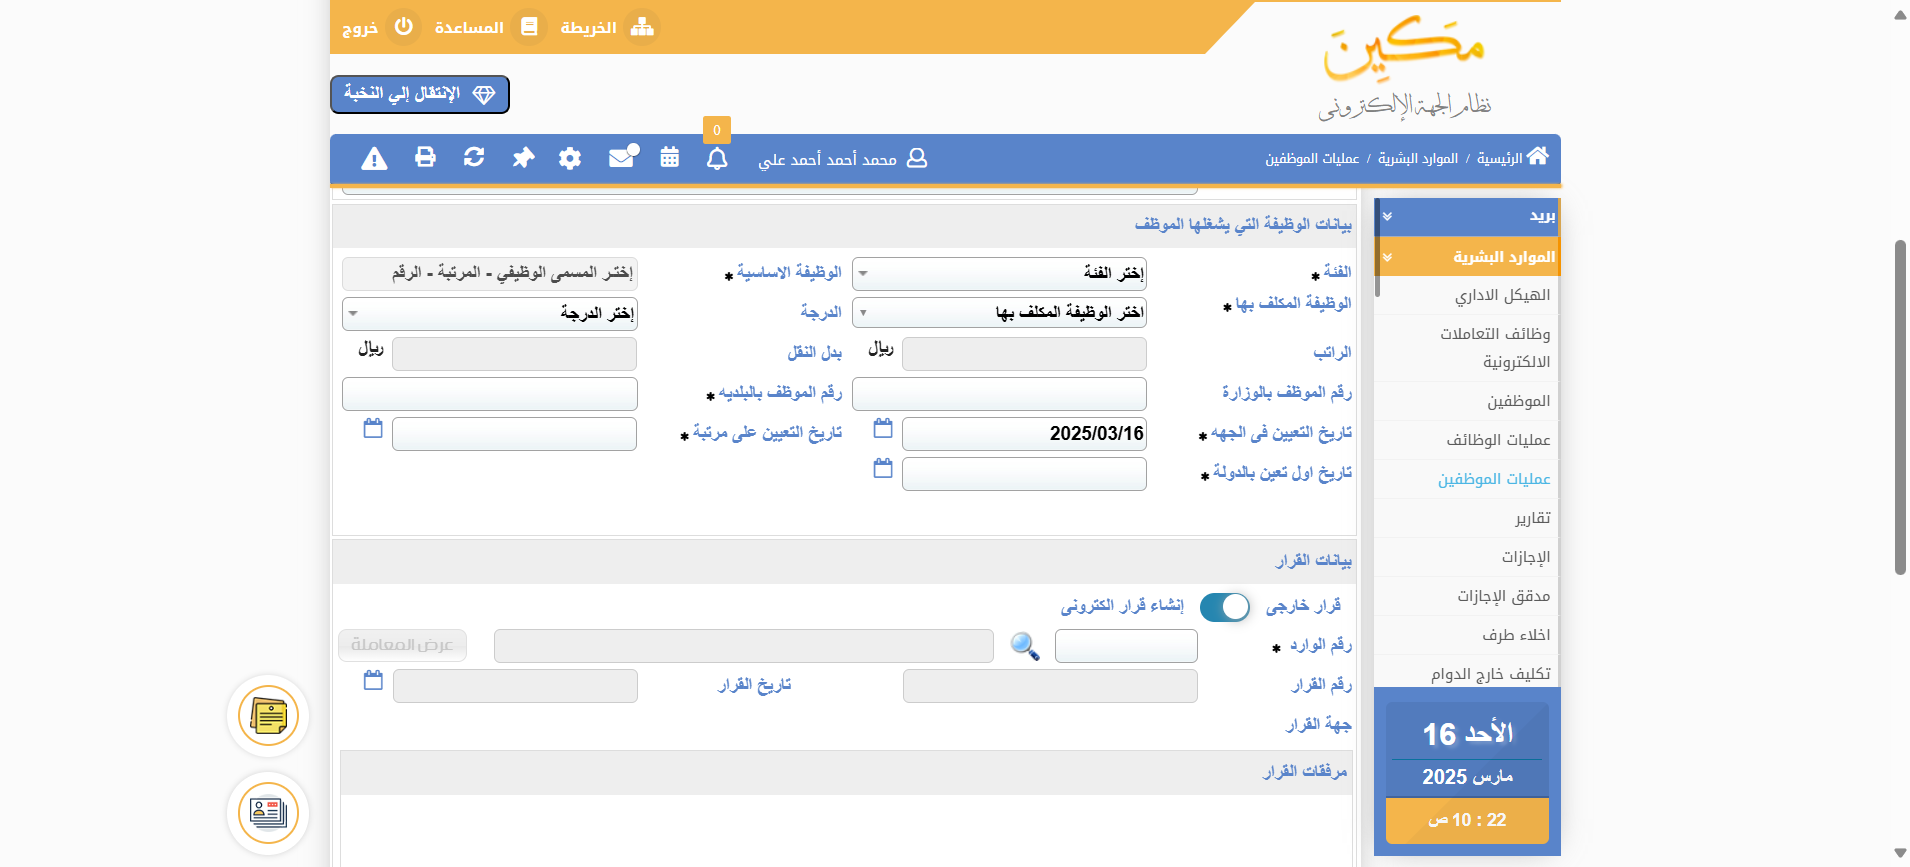 الخريطة
المساعدة
خروج
مكين
نظام الجهة الإلكتروني
الإنتقال إلي النخبة
0
الرئيسية / الموارد البشرية / عمليات الموظفين
محمد أحمد أحمد علي
بريد
الموارد البشرية
الهيكل الاداري
وظائف التعاملات
الالكترونية
الموظفين
عمليات الوظائف
عمليات الموظفين
تقارير
الإجازات
مدقق الإجازات
اخلاء طرف
تكليف خارج الدوام
الأحد 16
مارس 2025
22 : 10 ص
بيانات الوظيفة التي يشغلها الموظف
الفئة * إختر الفئة
الوظيفة الاساسية * إختر المسمى الوظيفي - المرتبة - الرقم
الوظيفة المكلف بها * اختر الوظيفة المكلف بها
الدرجة إختر الدرجة
الراتب ريال
بدل النقل ريال
رقم الموظف بالوزارة
رقم الموظف بالبلديه *
تاريخ التعيين فى الجهه * 2025/03/16
تاريخ التعيين على مرتبة *
تاريخ اول تعين بالدولة *
بيانات القرار
قرار خارجى إنشاء قرار الكترونى
رقم الوارد * عرض المعاملة
رقم القرار
تاريخ القرار
جهة القرار
مرفقات القرار